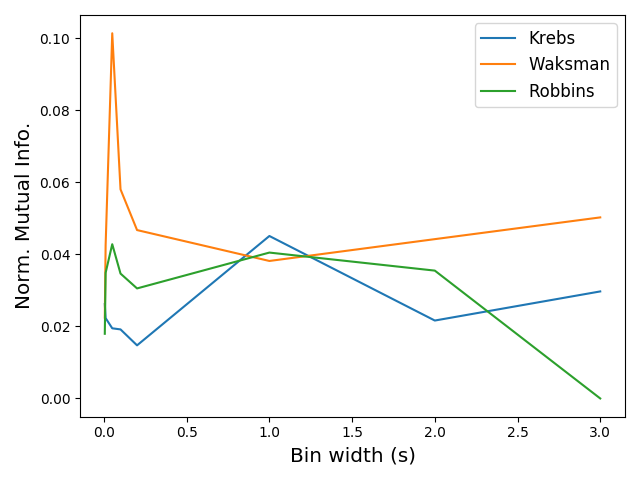 Krebs
Waksman
Robbins
Norm. Mutual Info.
0.10
0.08
0.06
0.04
0.02
0.00
0.0 0.5 1.0 1.5 2.0 2.5 3.0
Bin width (s)